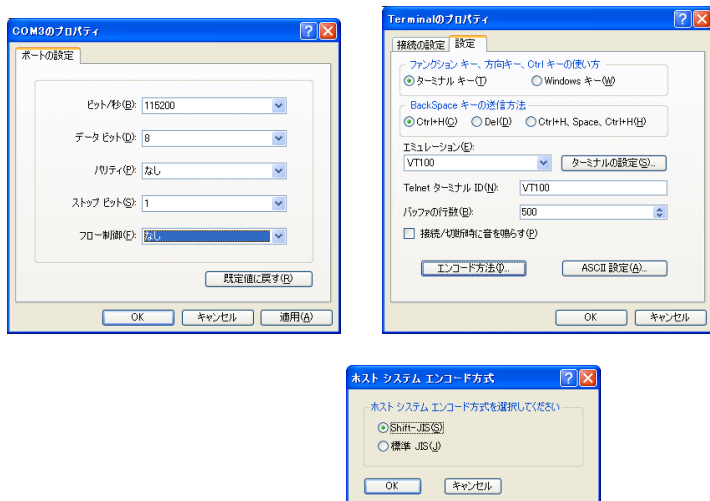 COM3のプロパティ
ポートの設定
ビット/秒(B): 115200
データ ビット(D): 8
パリティ(P): なし
ストップ ビット(S): 1
フロー制御(F): なし
既定値に戻す(R)
OK キャンセル 適用(A)
Terminalのプロパティ
接続の設定 設定
ファンクション キー、方向キー、Ctrl キーの使い方
ターミナル キー(T) Windows キー(W)
BackSpace キーの送信方法
Ctrl+H(C) Del(D) Ctrl+H、Space、Ctrl+H(H)
エミュレーション(E):
VT100 ターミナルの設定(S)...
Telnet ターミナル ID(N): VT100
バッファの行数(B): 500
接続/切断時に音を鳴らす(P)
エンコード方法(I)... ASCII 設定(A)...
OK キャンセル
ホスト システム エンコード方式
ホスト システム エンコード方式を選択してください
Shift-JIS(S)
標準 JIS(J)
OK キャンセル